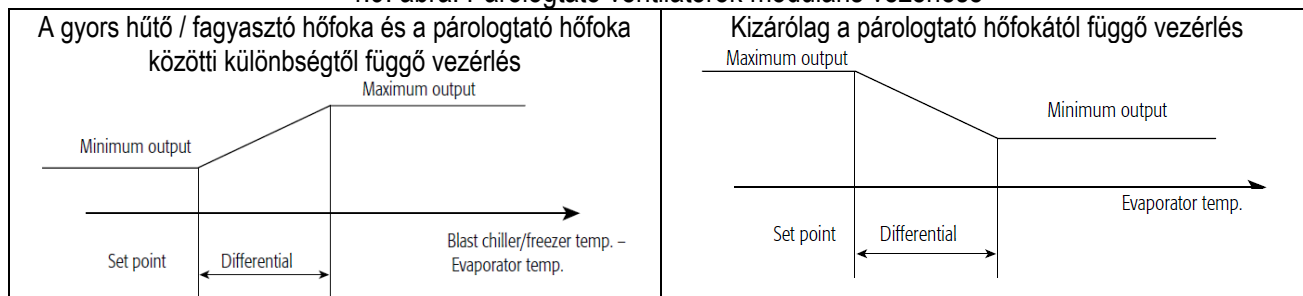 A gyors hűtő / fagyasztó hőfoka és a párologtató hőfoka
közötti különbségtől függő vezérlés
Maximum output
Minimum output
Blast chiller/freezer temp. –
Evaporator temp.
Set point
Differential
Kizárólag a párologtató hőfokától függő vezérlés
Maximum output
Minimum output
Evaporator temp.
Set point
Differential